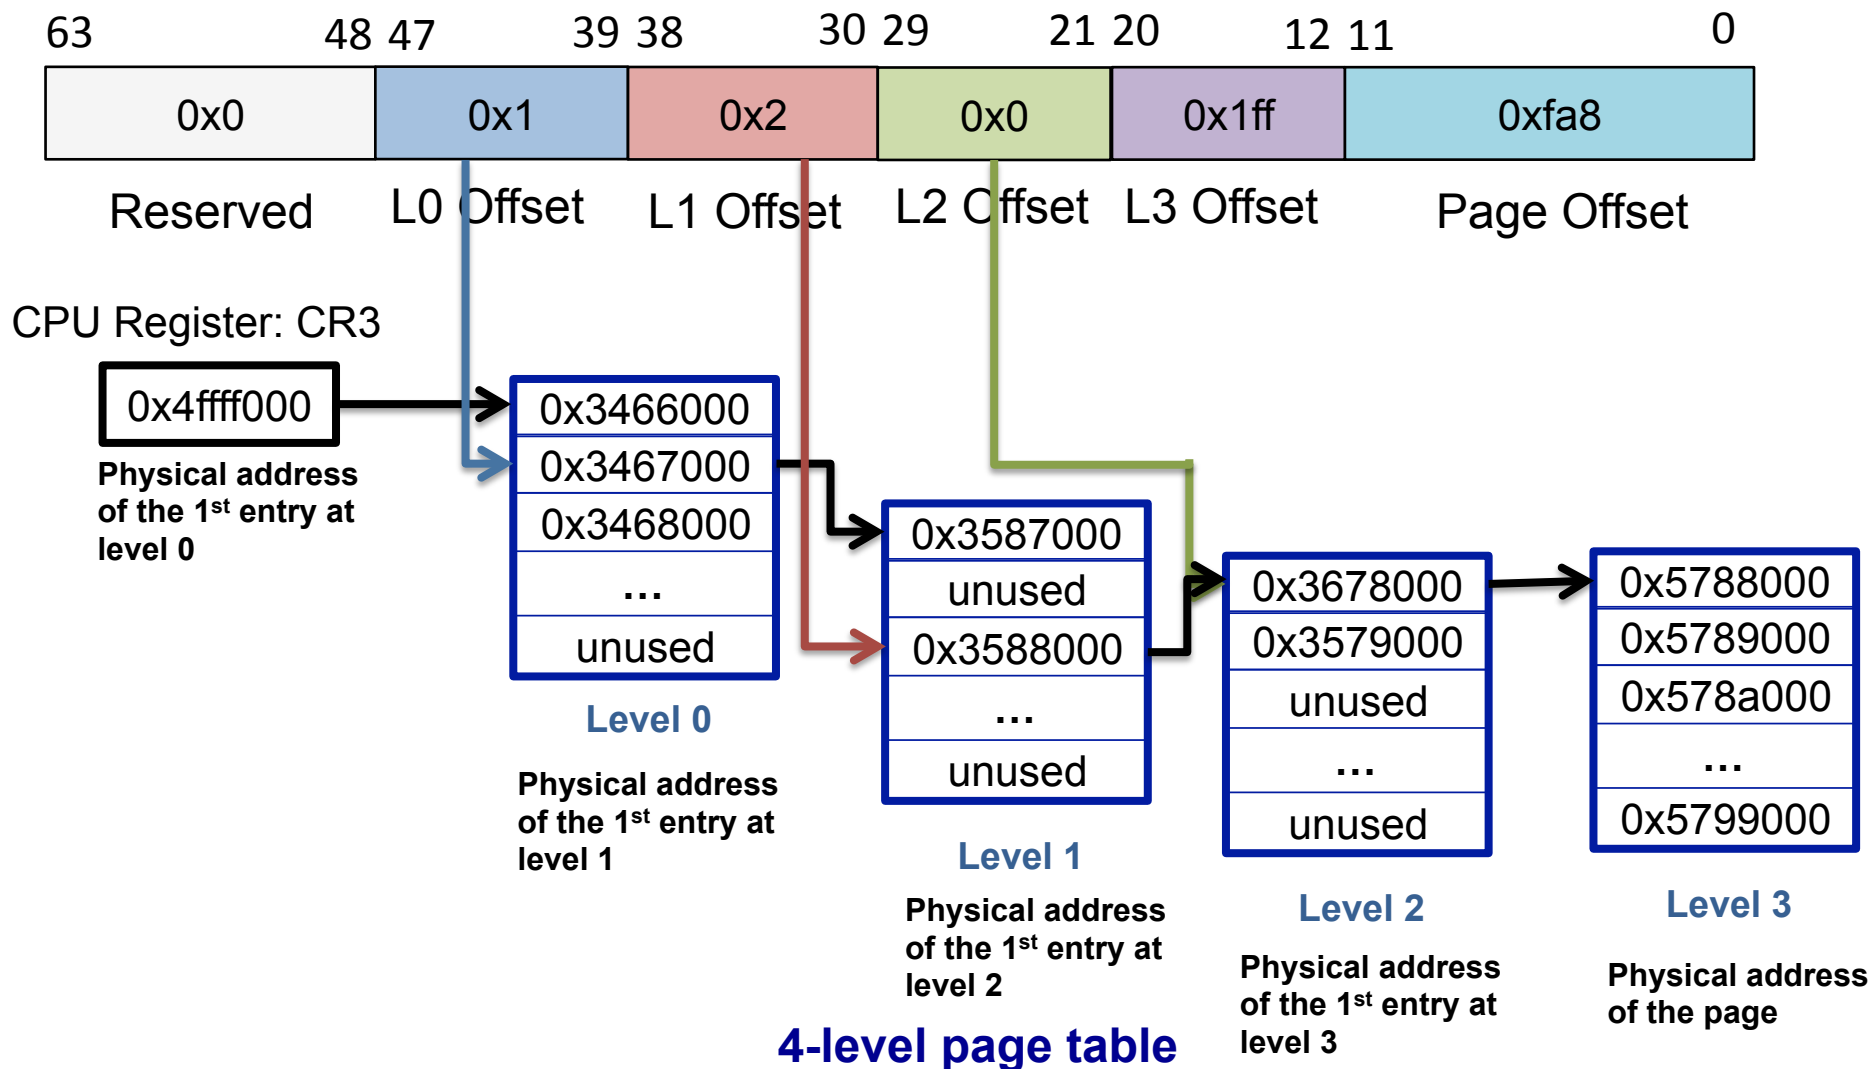 63 48 47 39 38 30 29 21 20 12 11 0
0x0 0x1 0x2 0x0 0x1ff 0xfa8
Reserved L0 Offset L1 Offset L2 Offset L3 Offset Page Offset
CPU Register: CR3
0x4ffff000
Physical address
of the 1st entry at
level 0
0x3466000
0x3467000
0x3468000
...
unused
Level 0
Physical address
of the 1st entry at
level 1
0x3587000
unused
0x3588000
...
unused
Level 1
Physical address
of the 1st entry at
level 2
0x3678000
0x3579000
unused
...
unused
Level 2
Physical address
of the 1st entry at
level 3
0x5788000
0x5789000
0x578a000
...
0x5799000
Level 3
Physical address
of the page
4-level page table